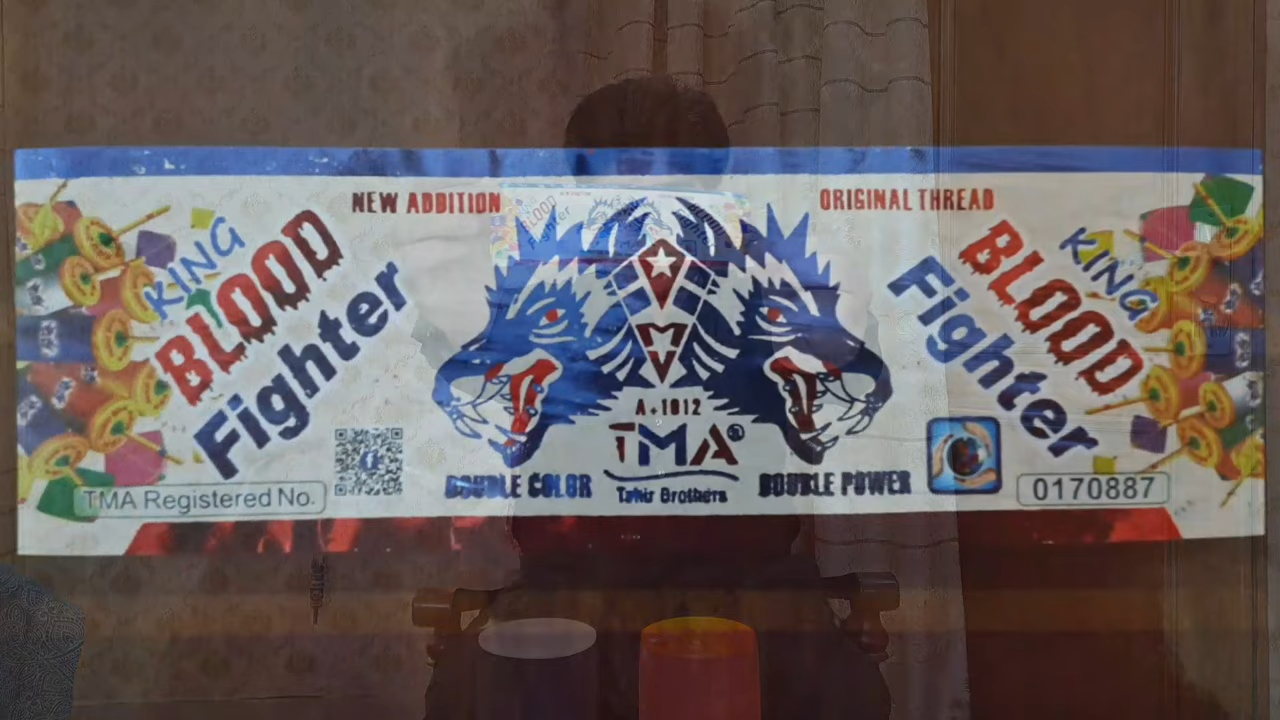 NEW ADDITION
ORIGINAL THREAD
KING
BLOOD
Fighter
KING
BLOOD
Fighter
A+1012
TMA®
Tahir Brothers
DOUBLE COLOR
DOUBLE POWER
TMA Registered No.
0170887